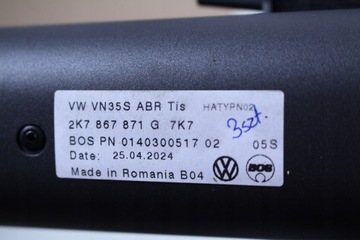 VW VN35S ABR Tis HATYPN02
2K7 867 871 G 7K7
3szt.
BOS PN 0140300517 02 05S
Date: 25.04.2024
Made in Romania B04
BOS